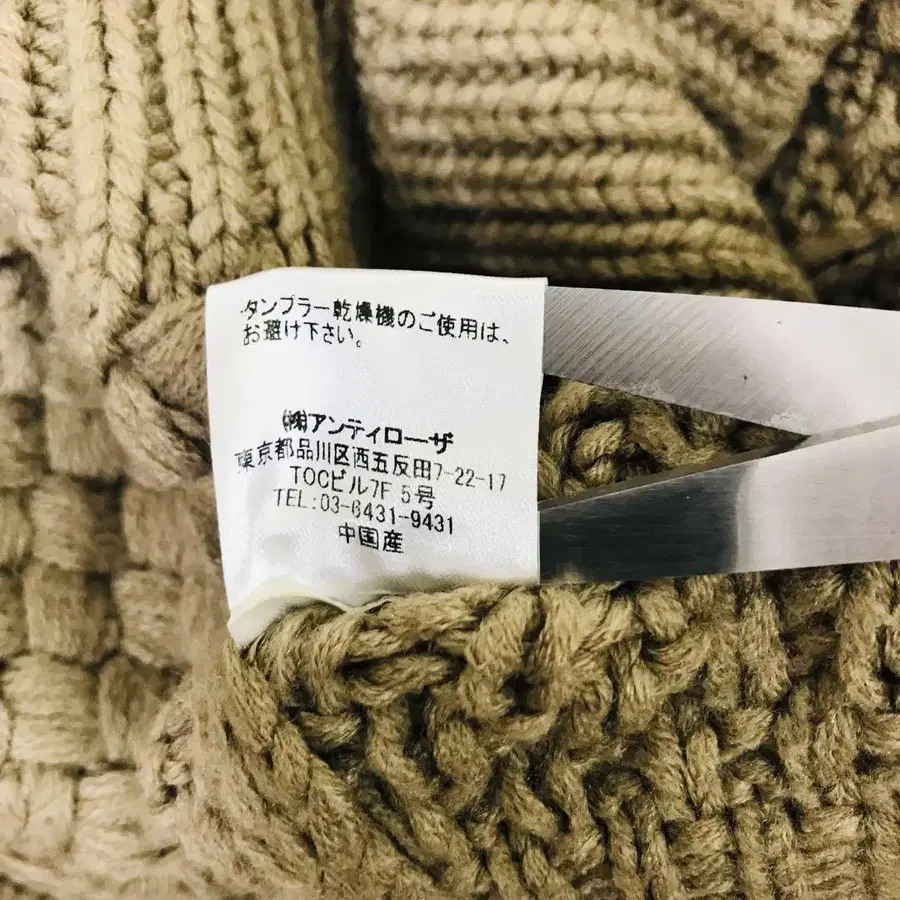 タンブラー乾燥機のご使用は、
お避け下さい。
㈱アンティローザ
東京都品川区西五反田7-22-17
TOCビル7F 5号
TEL:03-6431-9431
中国産